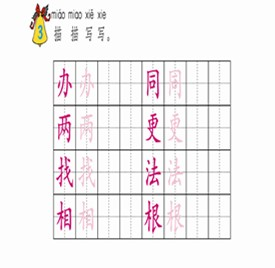 miáo miao xiě xie
3 描描写写。
办 办 同 同
两 两 更 更
找 找 法 法
相 相 根 根